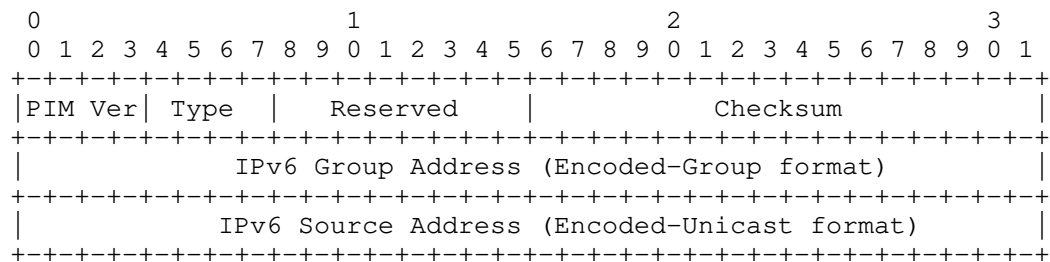 0                   1                   2                   3
 0 1 2 3 4 5 6 7 8 9 0 1 2 3 4 5 6 7 8 9 0 1 2 3 4 5 6 7 8 9 0 1
+-+-+-+-+-+-+-+-+-+-+-+-+-+-+-+-+-+-+-+-+-+-+-+-+-+-+-+-+-+-+-+-+
|PIM Ver| Type  |   Reserved    |           Checksum            |
+-+-+-+-+-+-+-+-+-+-+-+-+-+-+-+-+-+-+-+-+-+-+-+-+-+-+-+-+-+-+-+-+
|             IPv6 Group Address (Encoded-Group format)         |
+-+-+-+-+-+-+-+-+-+-+-+-+-+-+-+-+-+-+-+-+-+-+-+-+-+-+-+-+-+-+-+-+
|            IPv6 Source Address (Encoded-Unicast format)       |
+-+-+-+-+-+-+-+-+-+-+-+-+-+-+-+-+-+-+-+-+-+-+-+-+-+-+-+-+-+-+-+-+